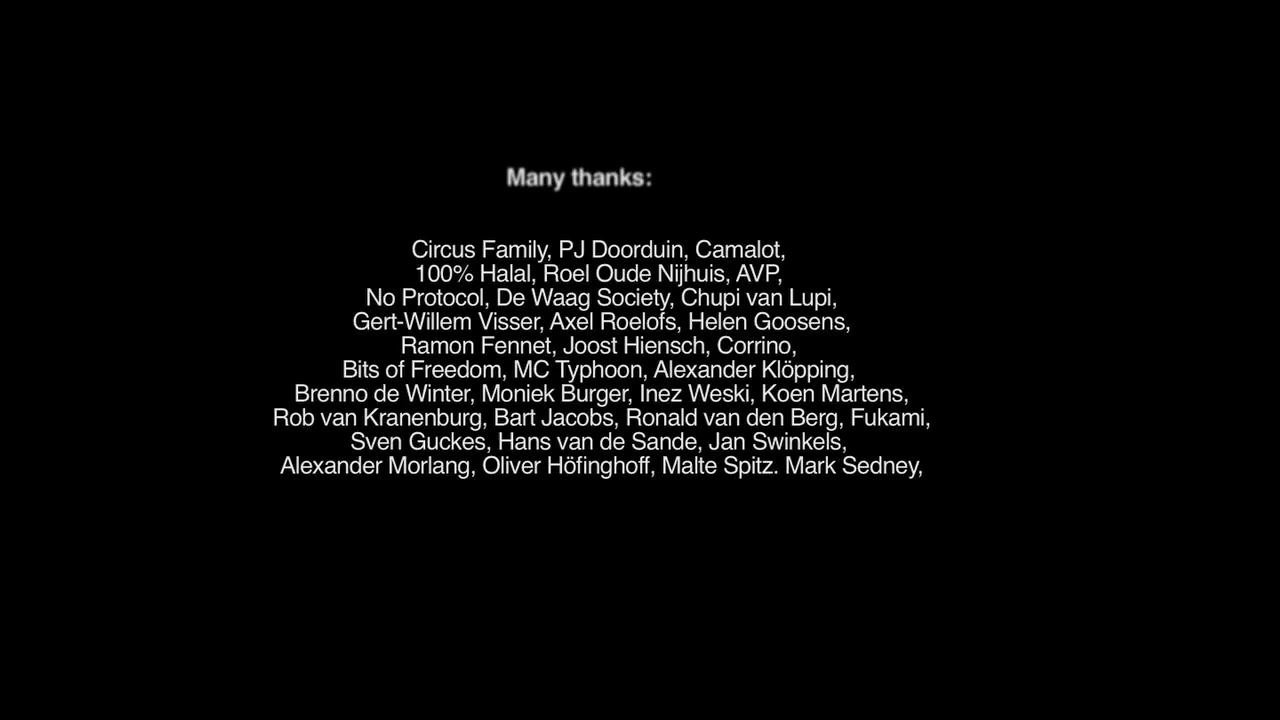 Many thanks:
Circus Family, PJ Doorduin, Camalot,
100% Halal, Roel Oude Nijhuis, AVP,
No Protocol, De Waag Society, Chupi van Lupi,
Gert-Willem Visser, Axel Roelofs, Helen Goosens,
Ramon Fennet, Joost Hiensch, Corrino,
Bits of Freedom, MC Typhoon, Alexander Klöpping,
Brenno de Winter, Moniek Burger, Inez Weski, Koen Martens,
Rob van Kranenburg, Bart Jacobs, Ronald van den Berg, Fukami,
Sven Guckes, Hans van de Sande, Jan Swinkels,
Alexander Morlang, Oliver Höfinghoff, Malte Spitz. Mark Sedney,